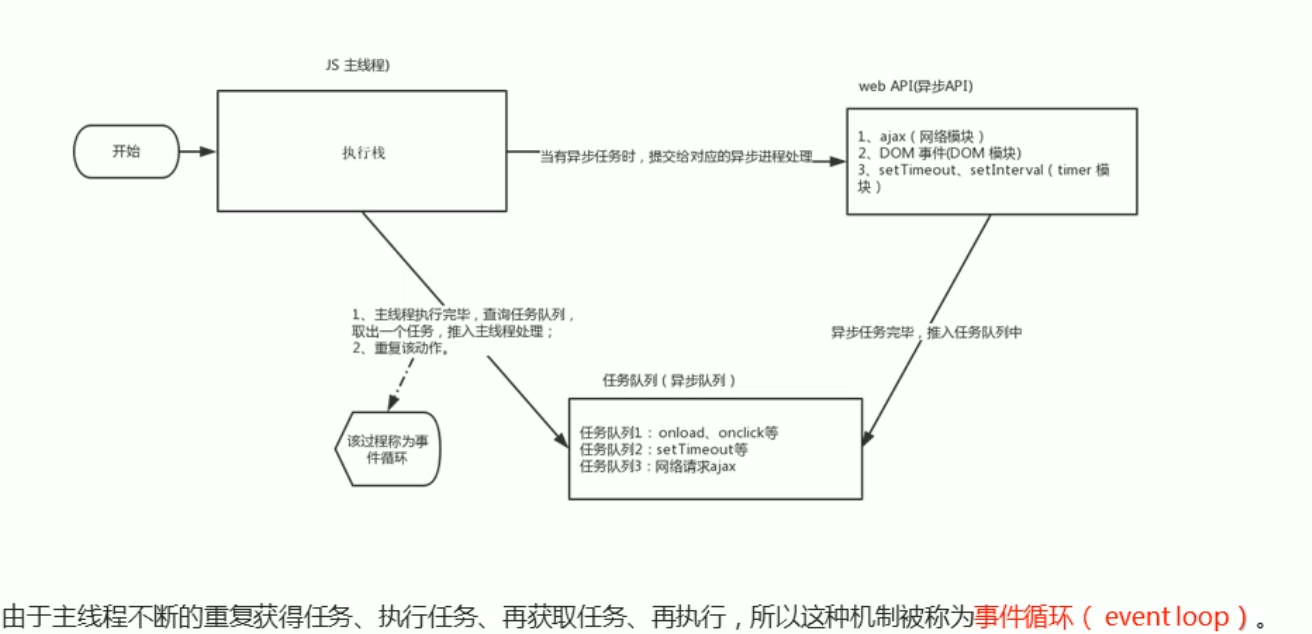 JS 主线程)
web API(异步API)
开始
执行栈
当有异步任务时，提交给对应的异步进程处理
1、ajax（网络模块）
2、DOM 事件(DOM 模块)
3、setTimeout、setInterval（timer 模
块）
1、主线程执行完毕，查询任务队列，
取出一个任务，推入主线程处理；
2、重复该动作。
异步任务完毕，推入任务队列中
任务队列（异步队列）
该过程称为事
件循环
任务队列1：onload、onclick等
任务队列2：setTimeout等
任务队列3：网络请求ajax
由于主线程不断的重复获得任务、执行任务、再获取任务、再执行，所以这种机制被称为事件循环（ event loop）。